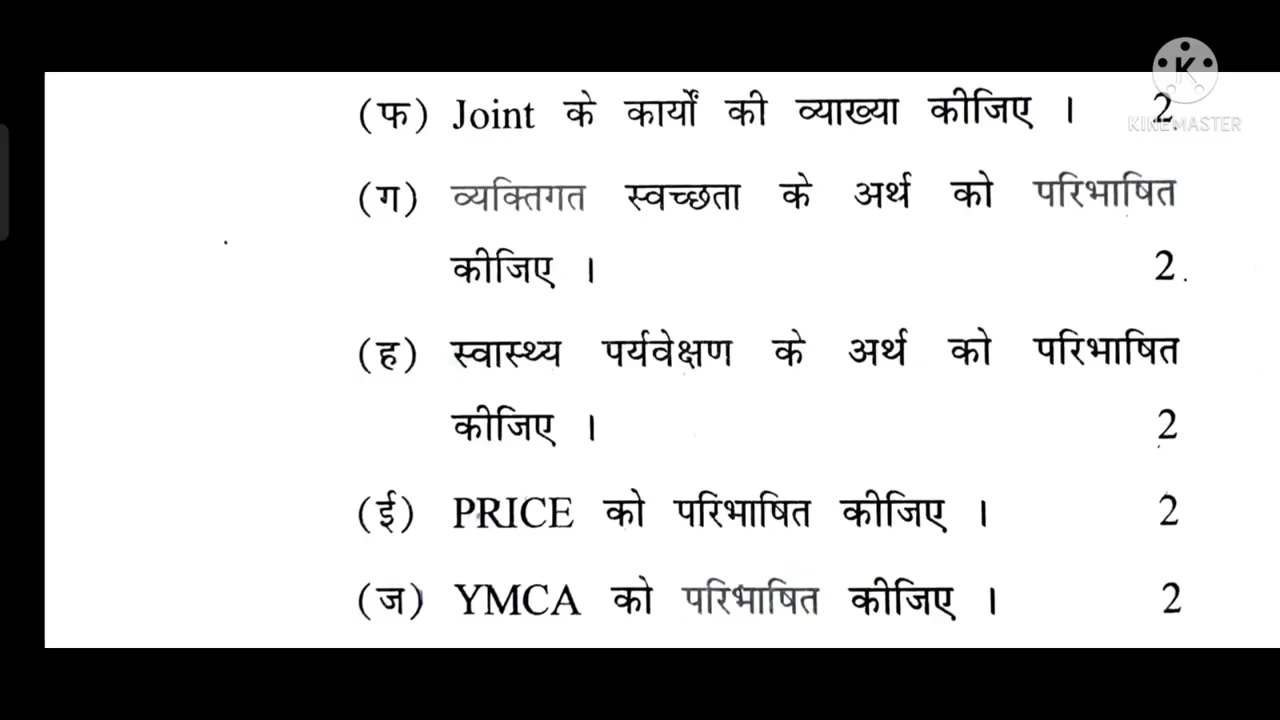 K
KINEMASTER
(फ) Joint के कार्यों की व्याख्या कीजिए । 2
(ग) व्यक्तिगत स्वच्छता के अर्थ को परिभाषित
कीजिए । 2
(ह) स्वास्थ्य पर्यवेक्षण के अर्थ को परिभाषित
कीजिए । 2
(ई) PRICE को परिभाषित कीजिए । 2
(ज) YMCA को परिभाषित कीजिए । 2